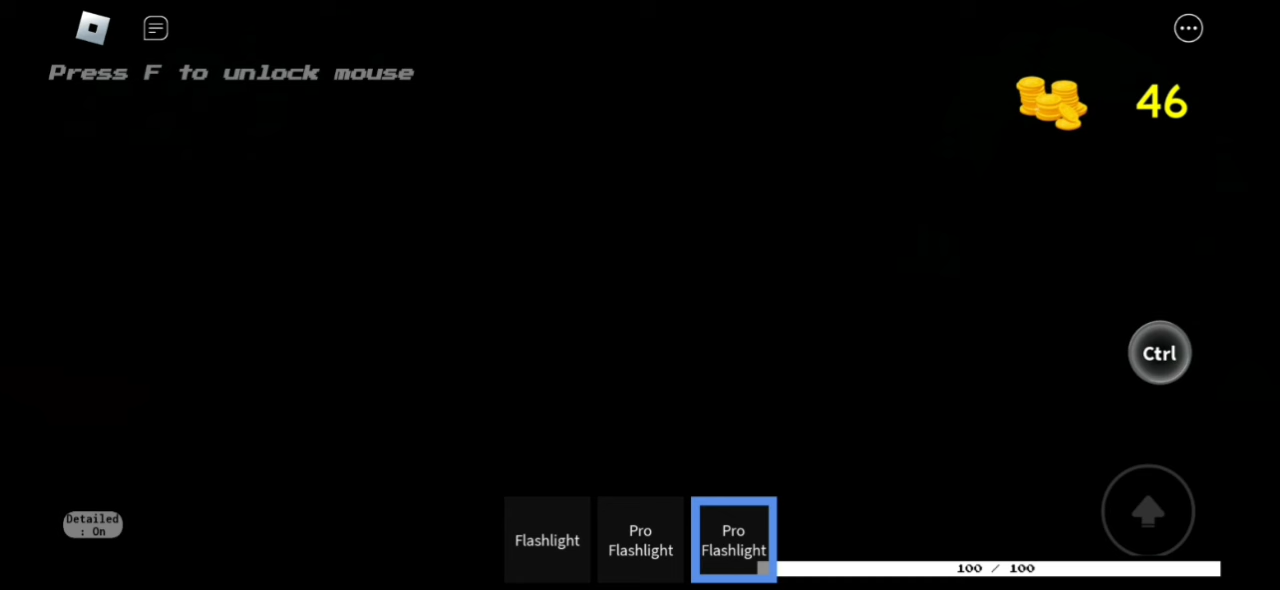 Press F to unlock mouse
46
Ctrl
Detailed
: On
Flashlight
Pro
Flashlight
Pro
Flashlight
100 / 100